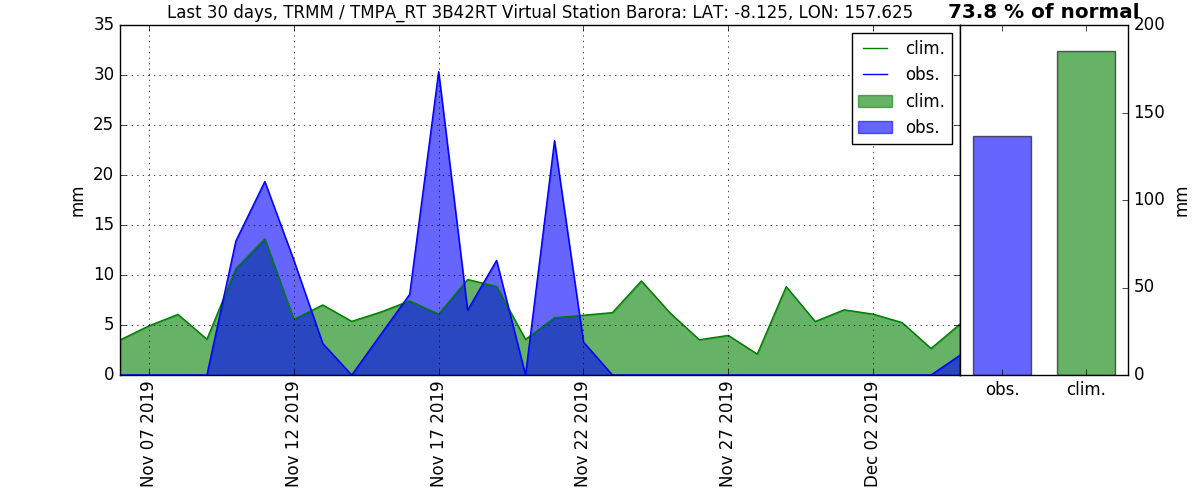 Last 30 days, TRMM / TMPA_RT 3B42RT Virtual Station Barora: LAT: -8.125, LON: 157.625
73.8 % of normal
35
30
25
20
15
10
5
0
mm
clim.
obs.
clim.
obs.
Nov 07 2019
Nov 12 2019
Nov 17 2019
Nov 22 2019
Nov 27 2019
Dec 02 2019
200
150
100
50
0
mm
obs.
clim.